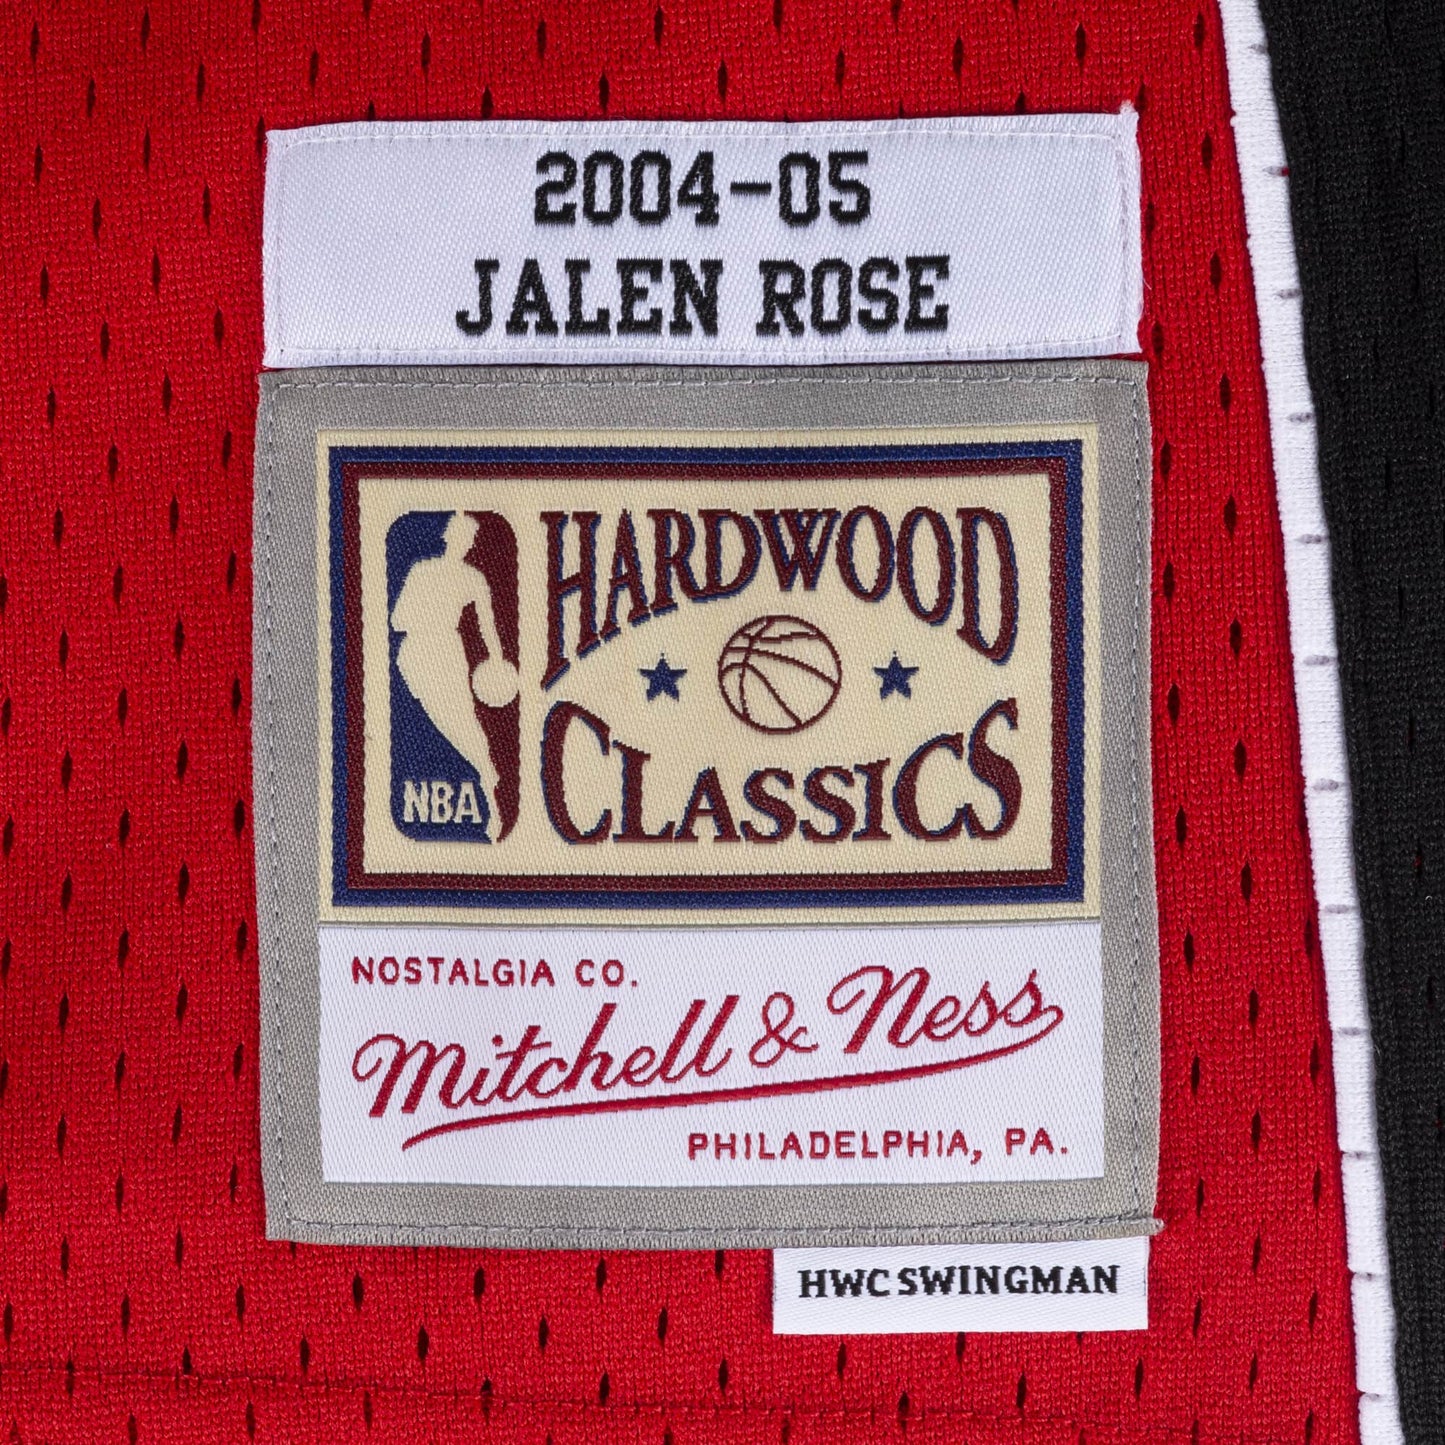 2004-05
JALEN ROSE
HARDWOOD
CLASSICS
NBA
NOSTALGIA CO.
Mitchell & Ness
PHILADELPHIA, PA.
HWC SWINGMAN